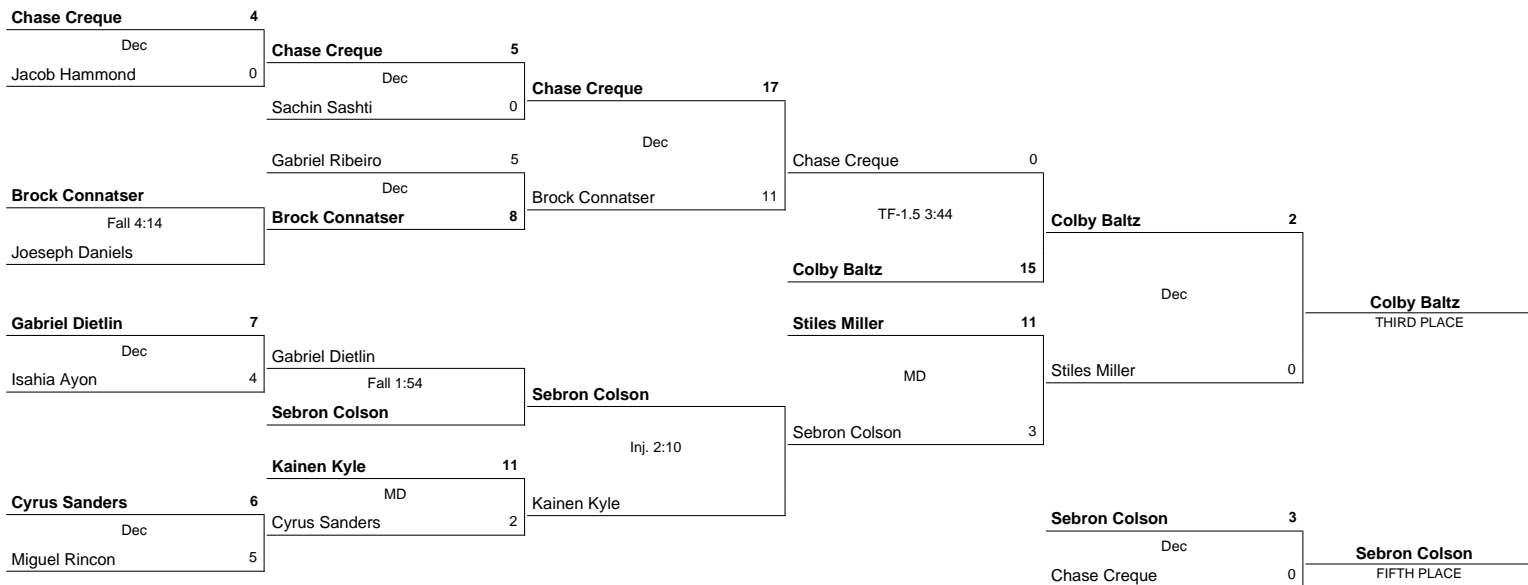 Chase Creque 4
Dec
Jacob Hammond 0
Brock Connatser
Fall 4:14
Joeseph Daniels
Gabriel Dietlin 7
Dec
Isahia Ayon 4
Cyrus Sanders 6
Dec
Miguel Rincon 5
Chase Creque 5
Dec
Sachin Sashti 0
Gabriel Ribeiro 5
Dec
Brock Connatser 8
Gabriel Dietlin
Fall 1:54
Sebron Colson
Kainen Kyle 11
MD
Cyrus Sanders 2
Chase Creque 17
Dec
Brock Connatser 11
Sebron Colson
Inj. 2:10
Kainen Kyle
Chase Creque 0
TF-1.5 3:44
Colby Baltz 15
Stiles Miller 11
MD
Sebron Colson 3
Colby Baltz 2
Dec
Stiles Miller 0
Sebron Colson 3
Dec
Chase Creque 0
Colby Baltz
THIRD PLACE
Sebron Colson
FIFTH PLACE